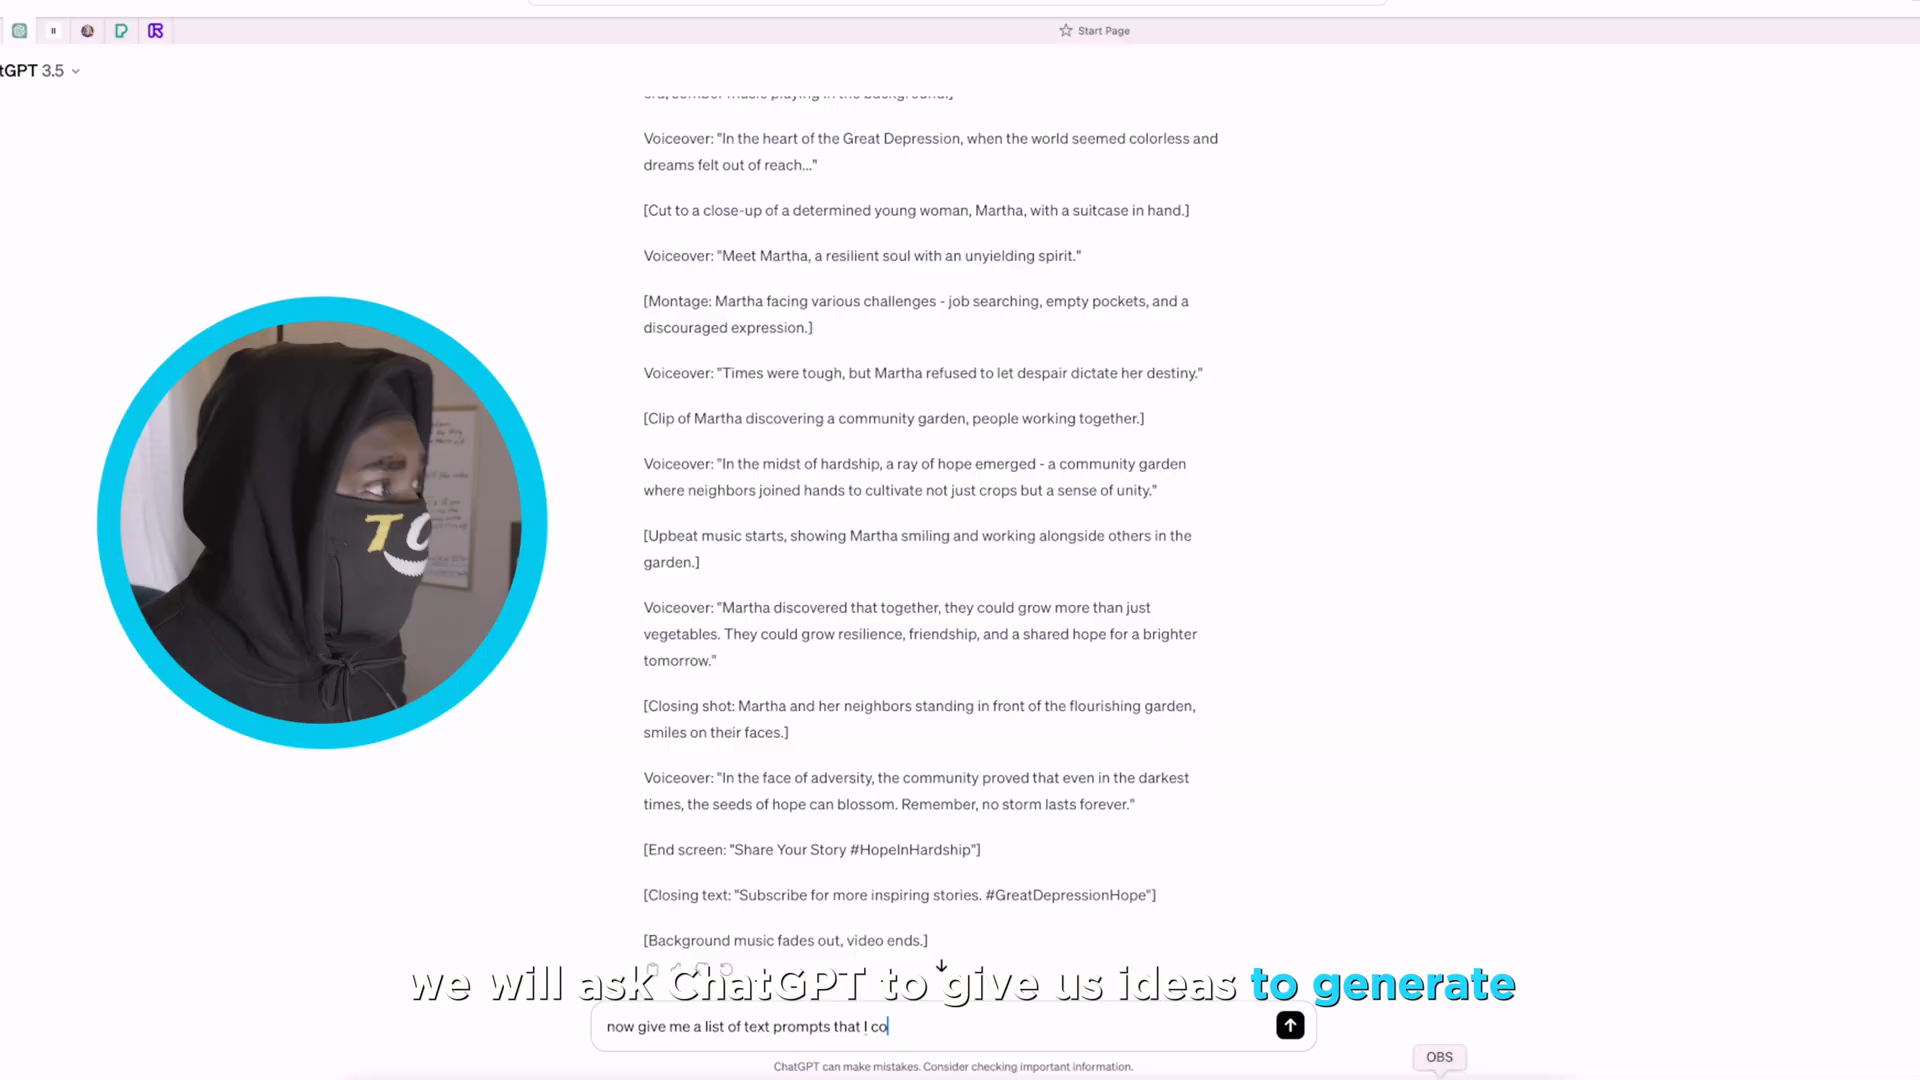 Start Page
tGPT 3.5
Voiceover: "In the heart of the Great Depression, when the world seemed colorless and
dreams felt out of reach..."
[Cut to a close-up of a determined young woman, Martha, with a suitcase in hand.]
Voiceover: "Meet Martha, a resilient soul with an unyielding spirit."
[Montage: Martha facing various challenges - job searching, empty pockets, and a
discouraged expression.]
Voiceover: "Times were tough, but Martha refused to let despair dictate her destiny."
[Clip of Martha discovering a community garden, people working together.]
Voiceover: "In the midst of hardship, a ray of hope emerged - a community garden
where neighbors joined hands to cultivate not just crops but a sense of unity."
[Upbeat music starts, showing Martha smiling and working alongside others in the
garden.]
Voiceover: "Martha discovered that together, they could grow more than just
vegetables. They could grow resilience, friendship, and a shared hope for a brighter
tomorrow."
[Closing shot: Martha and her neighbors standing in front of the flourishing garden,
smiles on their faces.]
Voiceover: "In the face of adversity, the community proved that even in the darkest
times, the seeds of hope can blossom. Remember, no storm lasts forever."
[End screen: "Share Your Story #HopeInHardship"]
[Closing text: "Subscribe for more inspiring stories. #GreatDepressionHope"]
[Background music fades out, video ends.]
we will ask ChatGPT to give us ideas to generate
now give me a list of text prompts that I co
ChatGPT can make mistakes. Consider checking important information.
OBS